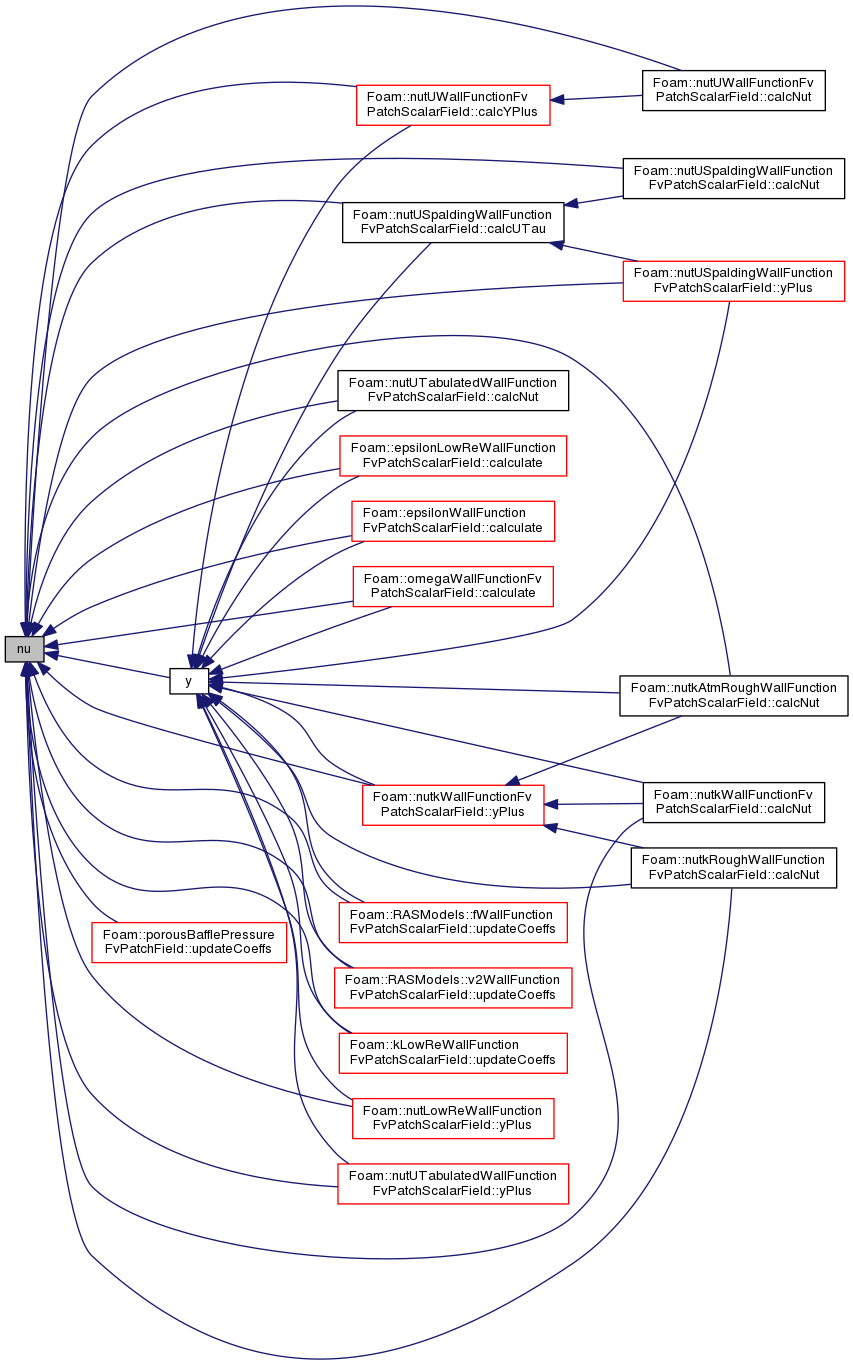 Foam::nutUWallFunctionFv
PatchScalarField::calcNut
Foam::nutUWallFunctionFv
PatchScalarField::calcYPlus
Foam::nutUSpaldingWallFunction
FvPatchScalarField::calcNut
Foam::nutUSpaldingWallFunction
FvPatchScalarField::calcUTau
Foam::nutUSpaldingWallFunction
FvPatchScalarField::yPlus
Foam::nutUTabulatedWallFunction
FvPatchScalarField::calcNut
Foam::epsilonLowReWallFunction
FvPatchScalarField::calculate
Foam::epsilonWallFunction
FvPatchScalarField::calculate
Foam::omegaWallFunctionFv
PatchScalarField::calculate
nu
y
Foam::nutkAtmRoughWallFunction
FvPatchScalarField::calcNut
Foam::nutkWallFunctionFv
PatchScalarField::yPlus
Foam::nutkWallFunctionFv
PatchScalarField::calcNut
Foam::nutkRoughWallFunction
FvPatchScalarField::calcNut
Foam::RASModels::fWallFunction
FvPatchScalarField::updateCoeffs
Foam::porousBafflePressure
FvPatchField::updateCoeffs
Foam::RASModels::v2WallFunction
FvPatchScalarField::updateCoeffs
Foam::kLowReWallFunction
FvPatchScalarField::updateCoeffs
Foam::nutLowReWallFunction
FvPatchScalarField::yPlus
Foam::nutUTabulatedWallFunction
FvPatchScalarField::yPlus